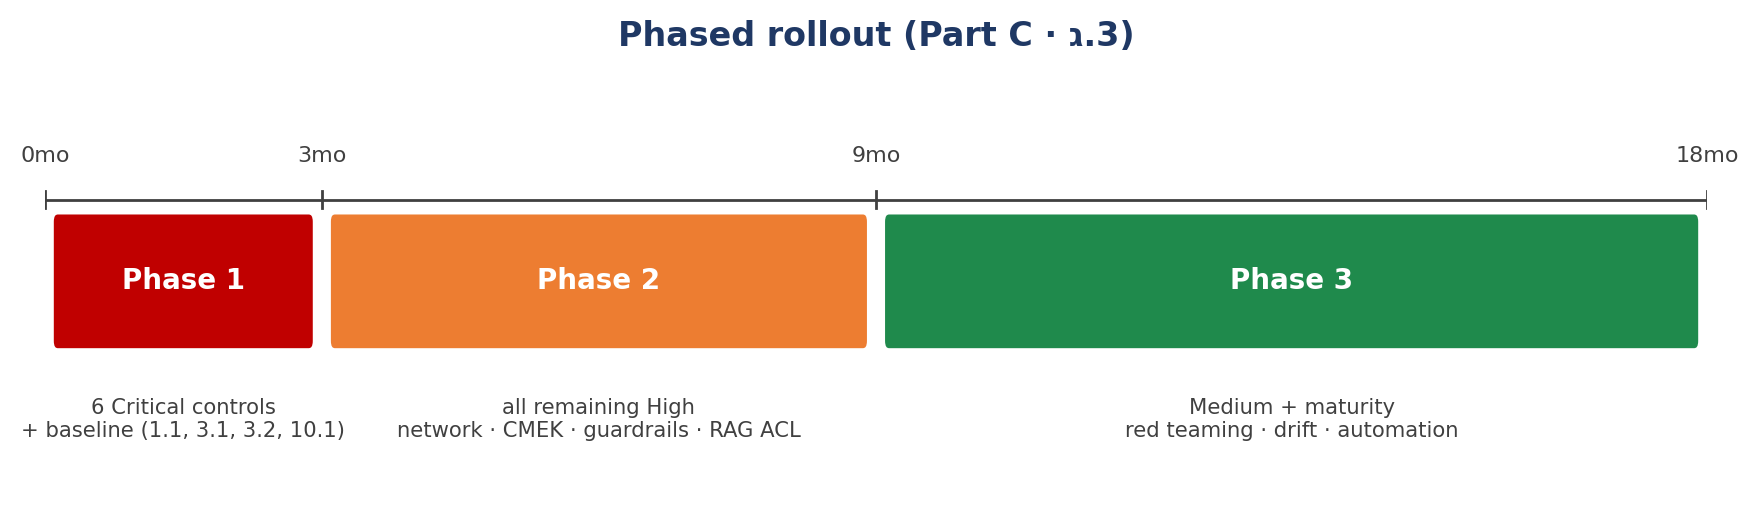 Phased rollout (Part C · ג.3)
0mo
3mo
9mo
18mo
Phase 1
Phase 2
Phase 3
6 Critical controls
+ baseline (1.1, 3.1, 3.2, 10.1)
all remaining High
network · CMEK · guardrails · RAG ACL
Medium + maturity
red teaming · drift · automation